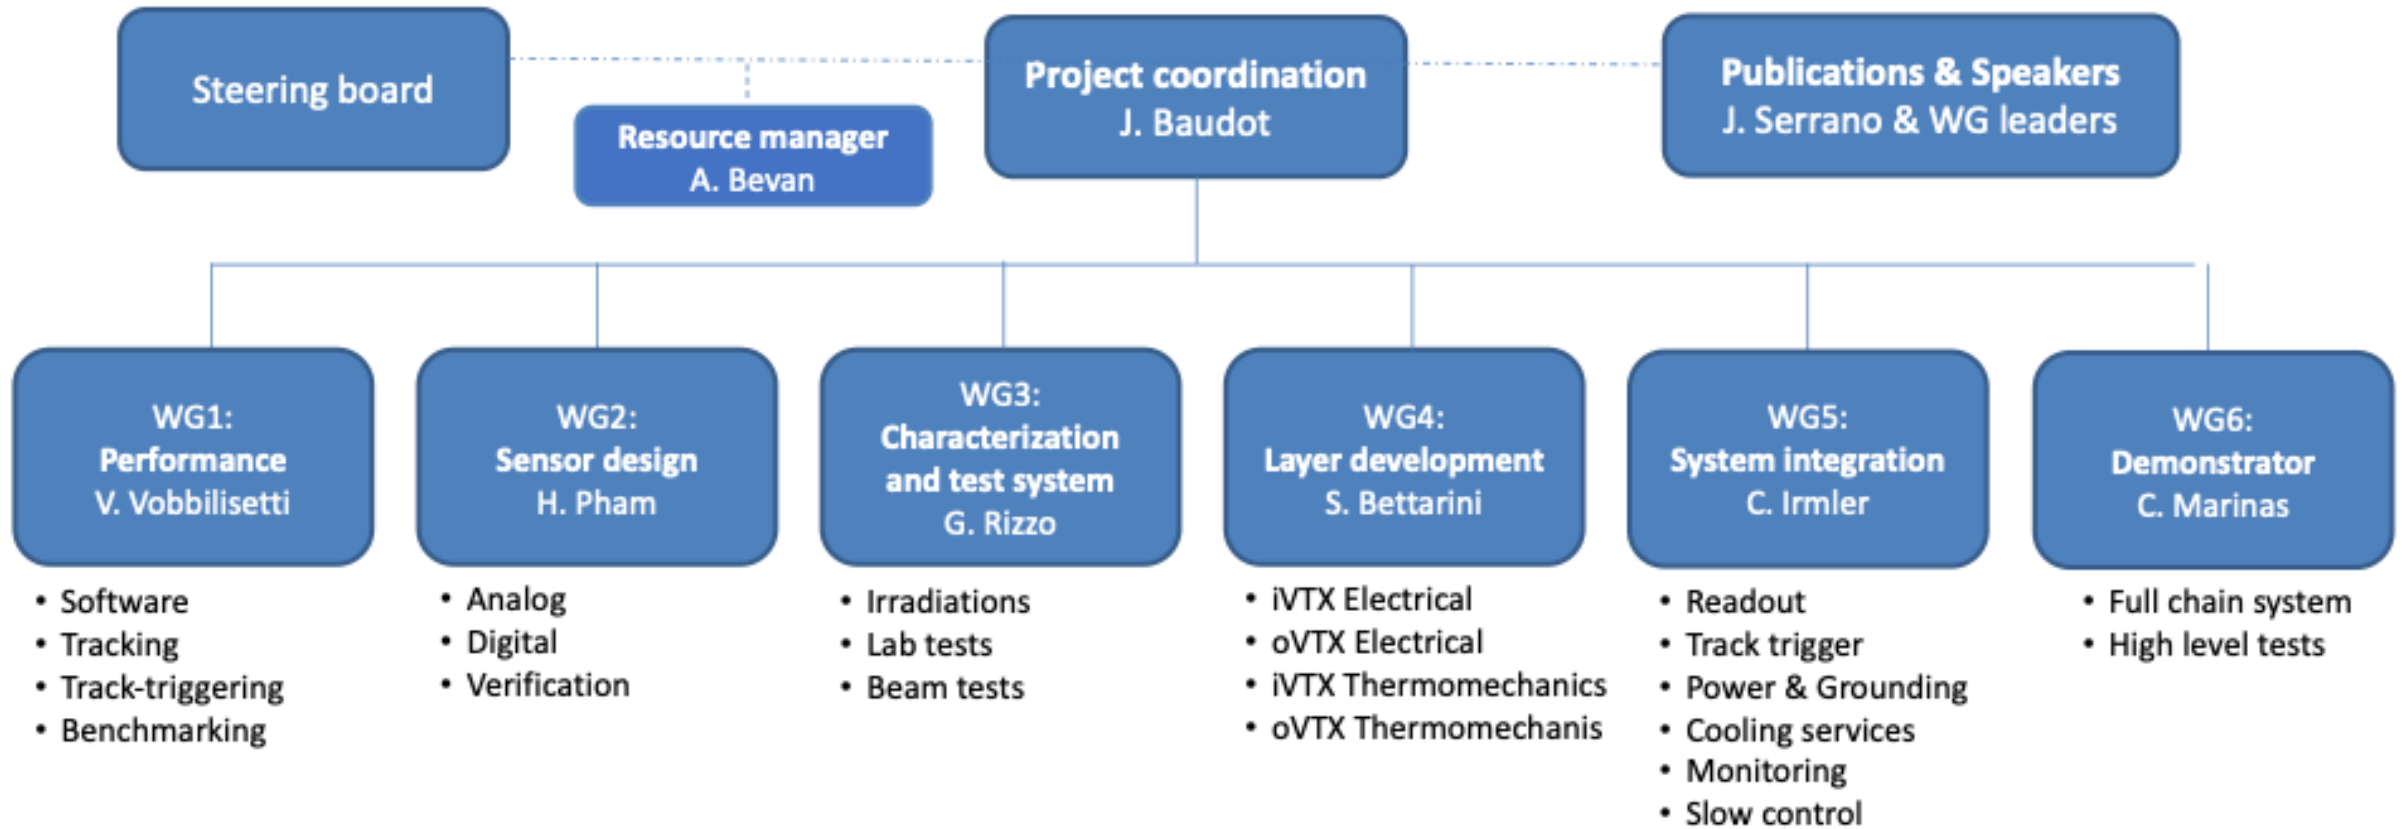 Steering board
Project coordination
J. Baudot
Publications & Speakers
J. Serrano & WG leaders
Resource manager
A. Bevan
WG1:
Performance
V. Vobbilisetti
WG2:
Sensor design
H. Pham
WG3:
Characterization
and test system
G. Rizzo
WG4:
Layer development
S. Bettarini
WG5:
System integration
C. Irmler
WG6:
Demonstrator
C. Marinas
• Software
• Tracking
• Track-triggering
• Benchmarking
• Analog
• Digital
• Verification
• Irradiations
• Lab tests
• Beam tests
• iVTX Electrical
• oVTX Electrical
• iVTX Thermomechanics
• oVTX Thermomechanis
• Readout
• Track trigger
• Power & Grounding
• Cooling services
• Monitoring
• Slow control
• Full chain system
• High level tests